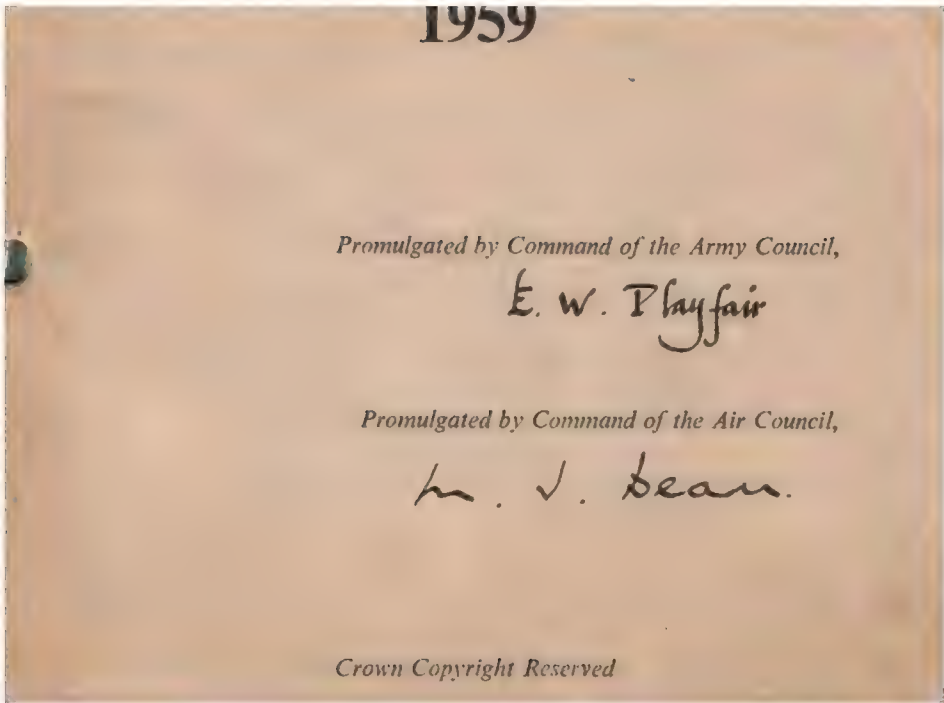 1959
Promulgated by Command of the Army Council,
E. W. Playfair
Promulgated by Command of the Air Council,
M. J. Dean.
Crown Copyright Reserved